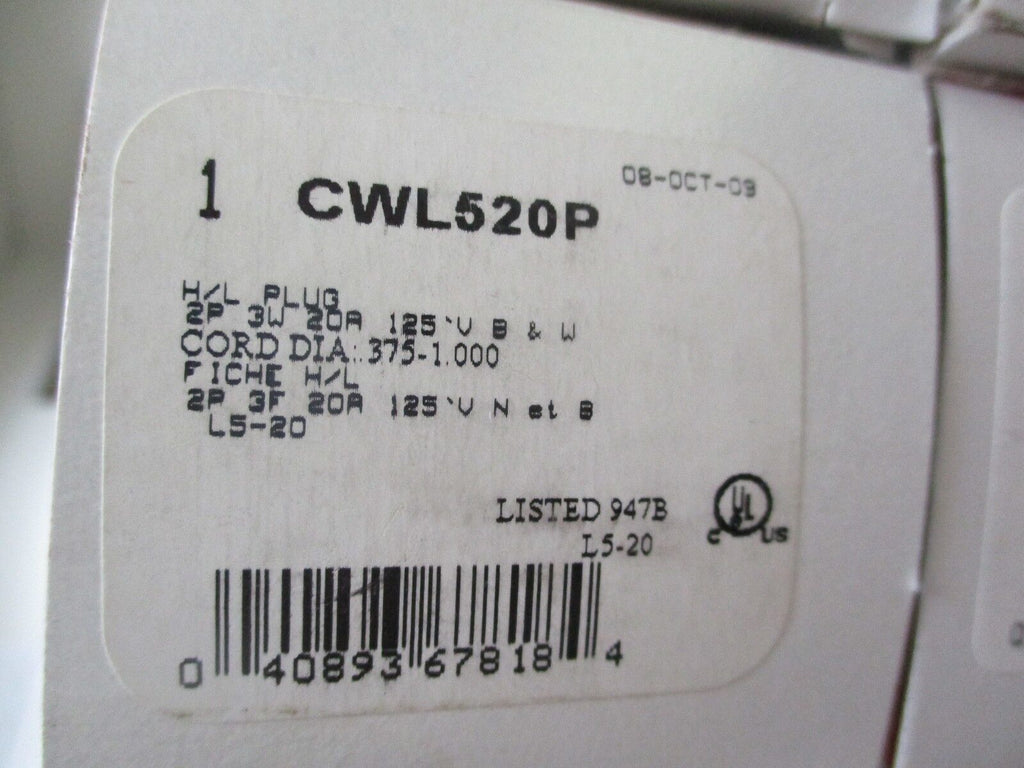 08-OCT-09
1 CWL520P
H/L PLUG
2P 3W 20A 125`V B & W
CORD DIA.:.375-1.000
FICHE H/L
2P 3F 20A 125`V N et B
L5-20
LISTED 947B
L5-20
C UL US
0 40893 67818 4